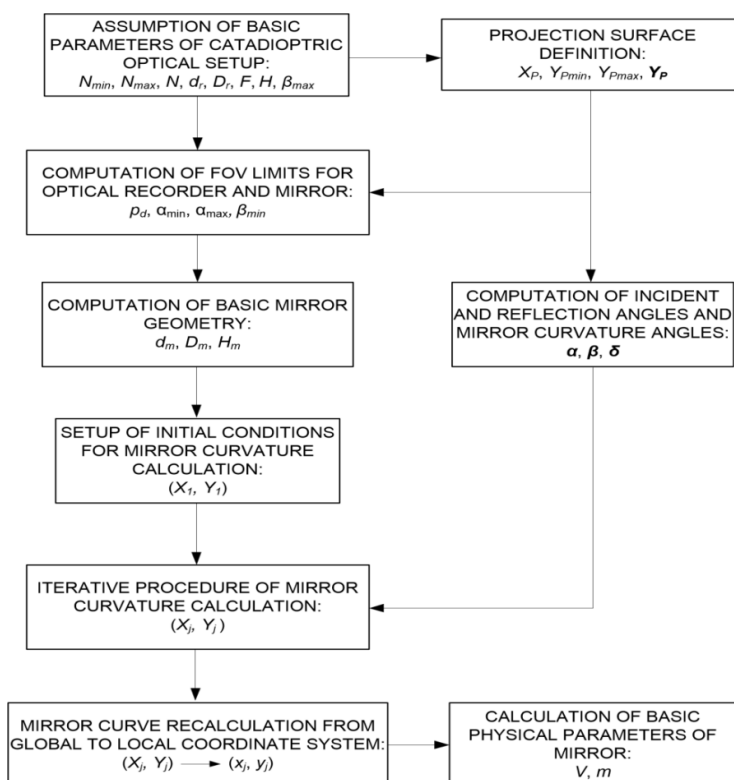 ASSUMPTION OF BASIC
PARAMETERS OF CATADIOPTRIC
OPTICAL SETUP:
Nmin, Nmax, N, dr, Dr, F, H, βmax
PROJECTION SURFACE
DEFINITION:
XP, YPmin, YPmax, YP
COMPUTATION OF FOV LIMITS FOR
OPTICAL RECORDER AND MIRROR:
pd, αmin, αmax, βmin
COMPUTATION OF BASIC MIRROR
GEOMETRY:
dm, Dm, Hm
COMPUTATION OF INCIDENT
AND REFLECTION ANGLES AND
MIRROR CURVATURE ANGLES:
α, β, δ
SETUP OF INITIAL CONDITIONS
FOR MIRROR CURVATURE
CALCULATION:
(X1, Y1)
ITERATIVE PROCEDURE OF MIRROR
CURVATURE CALCULATION:
(Xj, Yj )
MIRROR CURVE RECALCULATION FROM
GLOBAL TO LOCAL COORDINATE SYSTEM:
(Xj, Yj) → (xj, yj)
CALCULATION OF BASIC
PHYSICAL PARAMETERS OF
MIRROR:
V, m